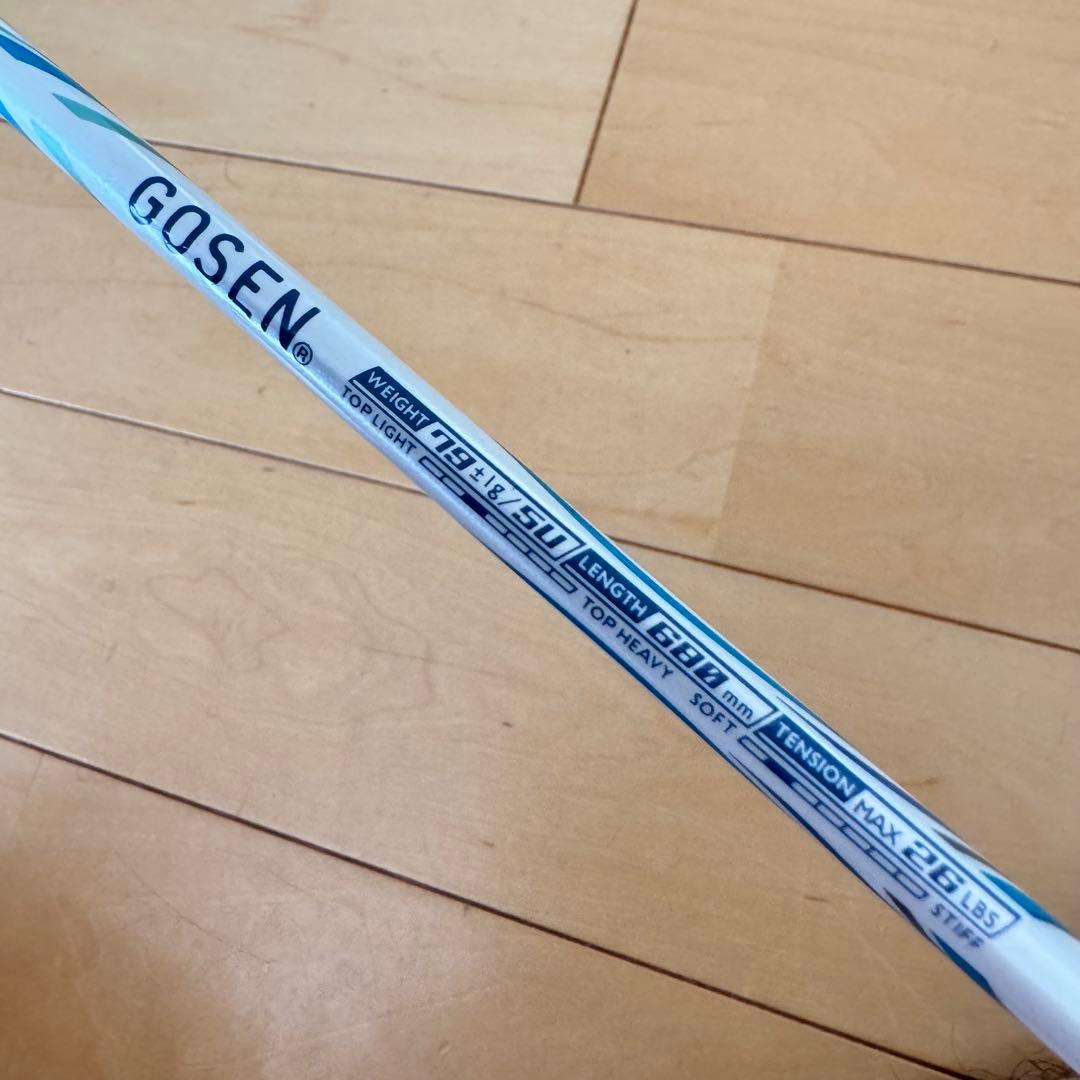 GOSEN®
WEIGHT 79±1g/5U LENGTH 680mm TENSION MAX 26 LBS
TOP LIGHT TOP HEAVY SOFT STIFF